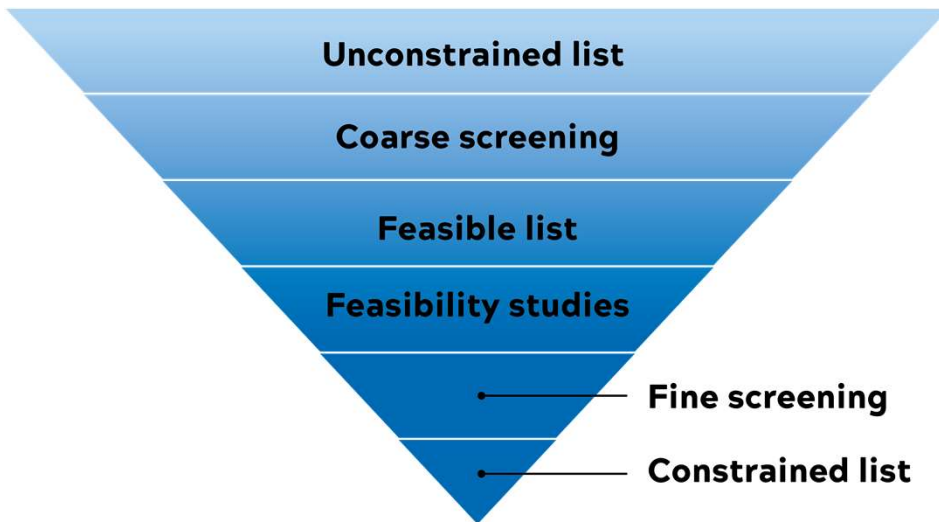 Unconstrained list
Coarse screening
Feasible list
Feasibility studies
Fine screening
Constrained list